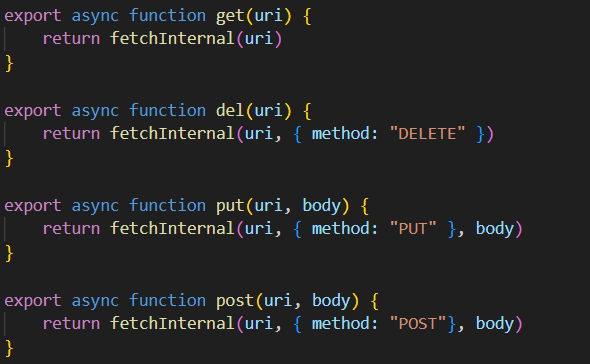 export async function get(uri) {
    return fetchInternal(uri)
}
export async function del(uri) {
    return fetchInternal(uri, { method: "DELETE" })
}
export async function put(uri, body) {
    return fetchInternal(uri, { method: "PUT" }, body)
}
export async function post(uri, body) {
    return fetchInternal(uri, { method: "POST"}, body)
}